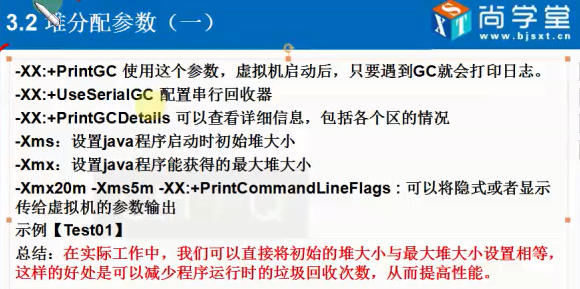 3.2 堆分配参数（一）
尚学堂
www.bjsxt.cn
-XX:+PrintGC 使用这个参数，虚拟机启动后，只要遇到GC就会打印日志。
-XX:+UseSerialGC 配置串行回收器
-XX:+PrintGCDetails 可以查看详细信息，包括各个区的情况
-Xms：设置java程序启动时初始堆大小
-Xmx：设置java程序能获得的最大堆大小
-Xmx20m -Xms5m -XX:+PrintCommandLineFlags：可以将隐式或者显示
传给虚拟机的参数输出
示例【Test01】
总结：在实际工作中，我们可以直接将初始的堆大小与最大堆大小设置相等，
这样的好处是可以减少程序运行时的垃圾回收次数，从而提高性能。